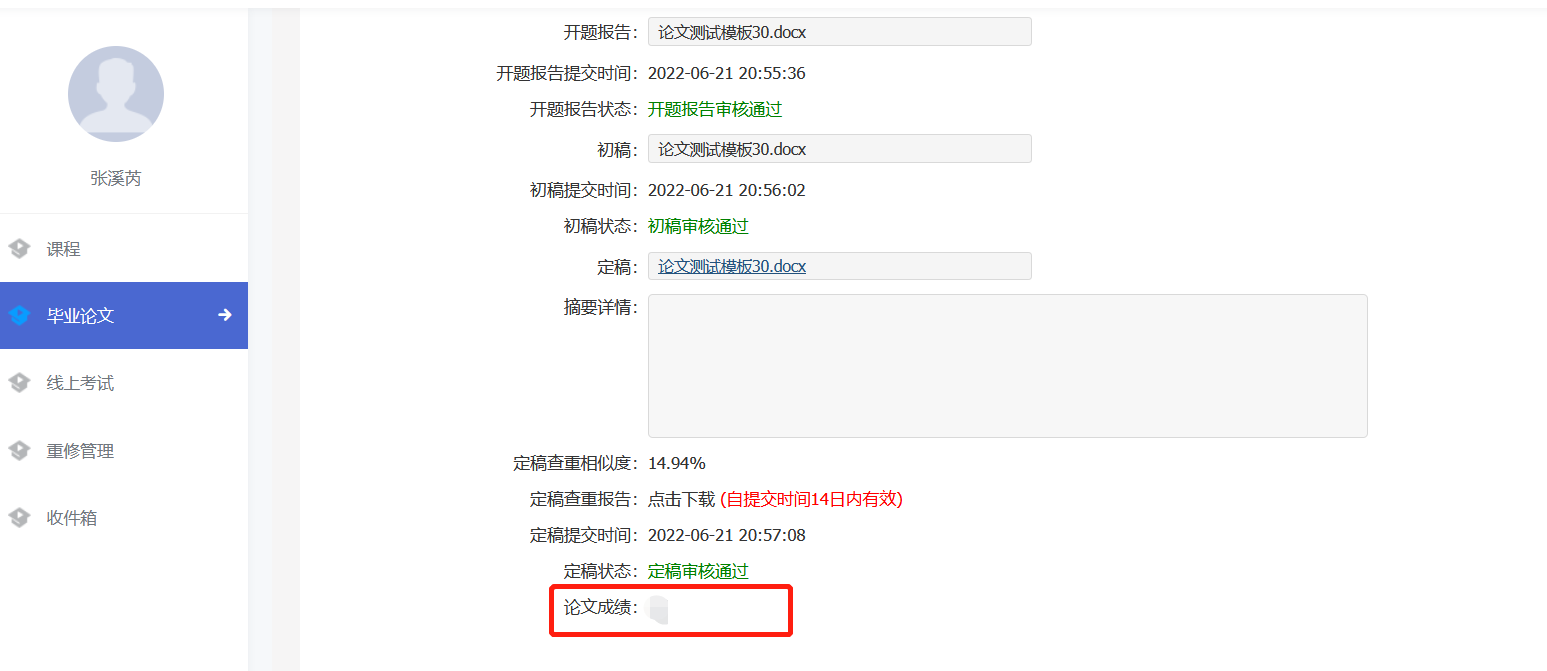 张溪芮
课程
毕业论文
线上考试
重修管理
收件箱
开题报告： 论文测试模板30.docx
开题报告提交时间： 2022-06-21 20:55:36
开题报告状态： 开题报告审核通过
初稿： 论文测试模板30.docx
初稿提交时间： 2022-06-21 20:56:02
初稿状态： 初稿审核通过
定稿： 论文测试模板30.docx
摘要详情：
定稿查重相似度： 14.94%
定稿查重报告： 点击下载 (自提交时间14日内有效)
定稿提交时间： 2022-06-21 20:57:08
定稿状态： 定稿审核通过
论文成绩：